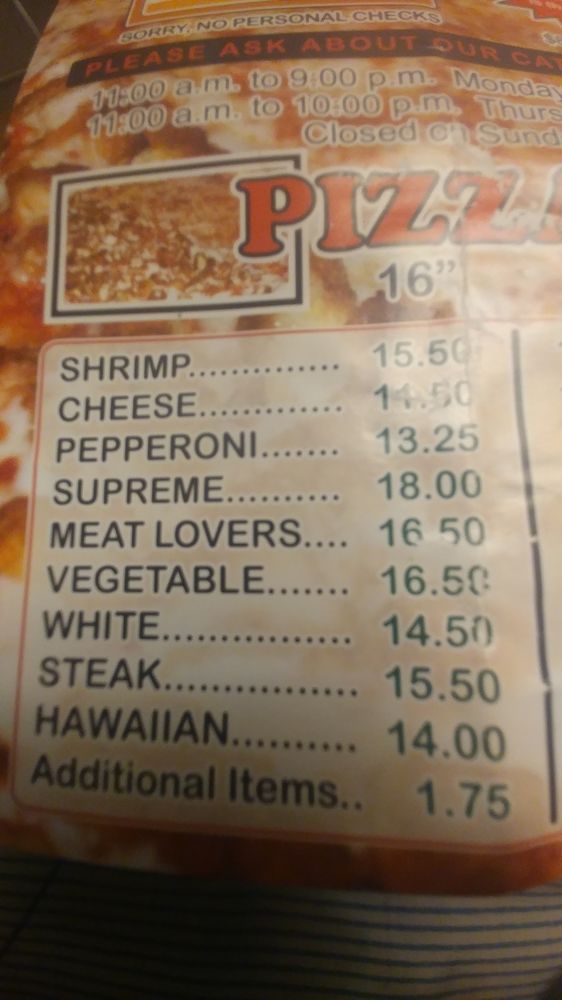 SORRY, NO PERSONAL CHECKS
PLEASE ASK ABOUT OUR
11:00 a.m. to 9:00 p.m. Monday
11:00 a.m. to 10:00 p.m. Thurs
Closed on Sund
PIZZA
16”
SHRIMP.............. 15.50
CHEESE.............
PEPPERONI....... 13.25
SUPREME.......... 18.00
MEAT LOVERS.... 16.50
VEGETABLE....... 16.50
WHITE................ 14.50
STEAK................ 15.50
HAWAIIAN.......... 14.00
Additional Items.. 1.75